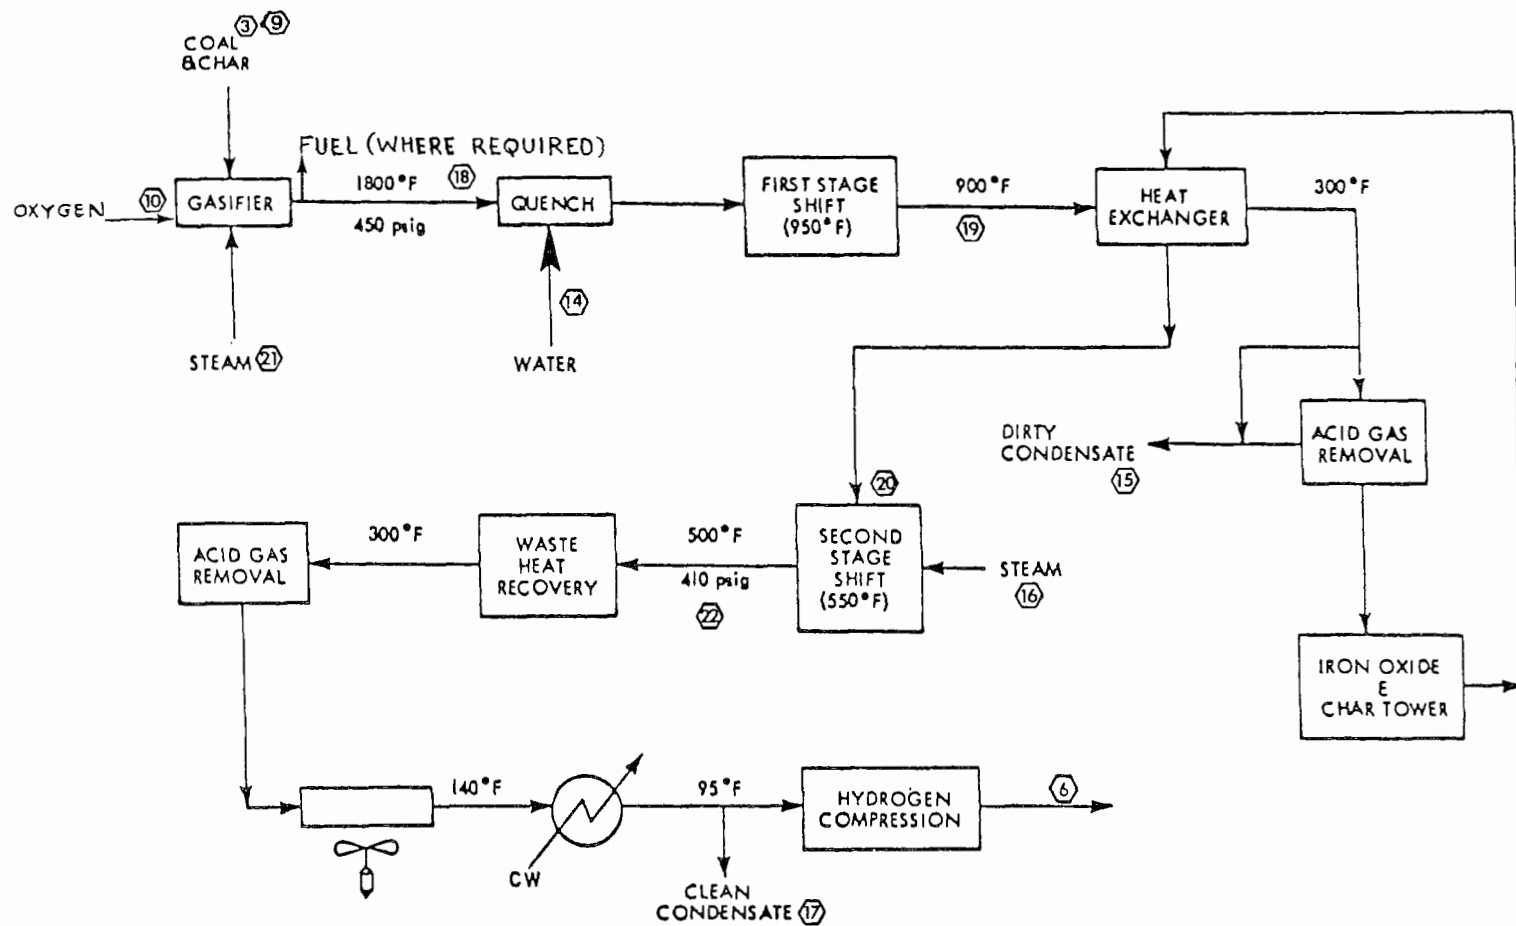 COAL 3 • 9
& CHAR
FUEL (WHERE REQUIRED)
OXYGEN 10
GASIFIER
1800°F 18
450 psig
QUENCH
FIRST STAGE
SHIFT
(950°F)
900°F
19
HEAT
EXCHANGER
300°F
STEAM 21
14
WATER
DIRTY
CONDENSATE
15
ACID GAS
REMOVAL
20
ACID GAS
REMOVAL
300°F
WASTE
HEAT
RECOVERY
500°F
410 psig
22
SECOND
STAGE
SHIFT
(550°F)
STEAM
16
IRON OXIDE
E
CHAR TOWER
140°F
CW
95°F
HYDROGEN
COMPRESSION
6
CLEAN
CONDENSATE 17